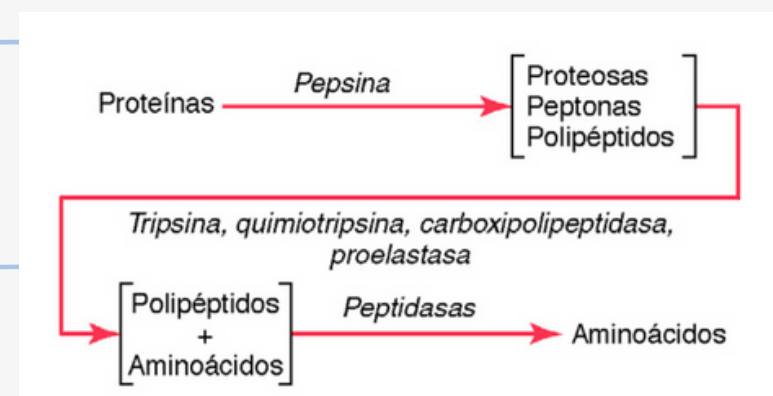 Proteínas
Pepsina
Proteosas
Peptonas
Polipéptidos
Tripsina, quimiotripsina, carboxipolipeptidasa,
proelastasa
Polipéptidos
+
Aminoácidos
Peptidasas
Aminoácidos